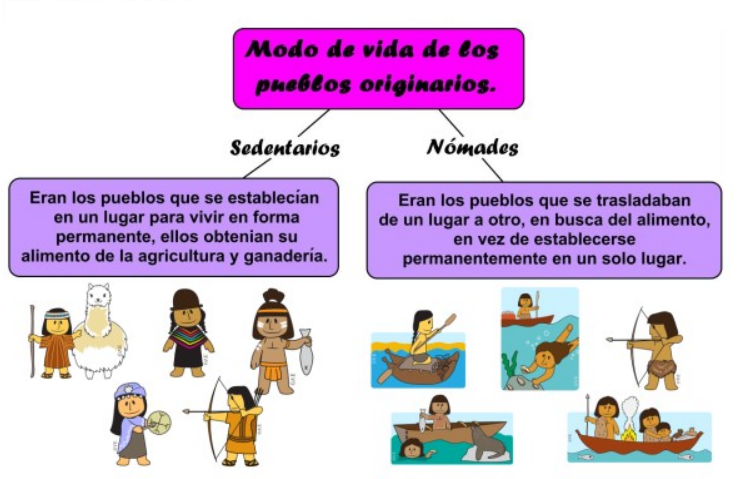 Modo de vida de los
pueblos originarios.
Sedentarios
Nómades
Eran los pueblos que se establecían
en un lugar para vivir en forma
permanente, ellos obtenian su
alimento de la agricultura y ganadería.
Eran los pueblos que se trasladaban
de un lugar a otro, en busca del alimento,
en vez de establecerse
permanentemente en un solo lugar.